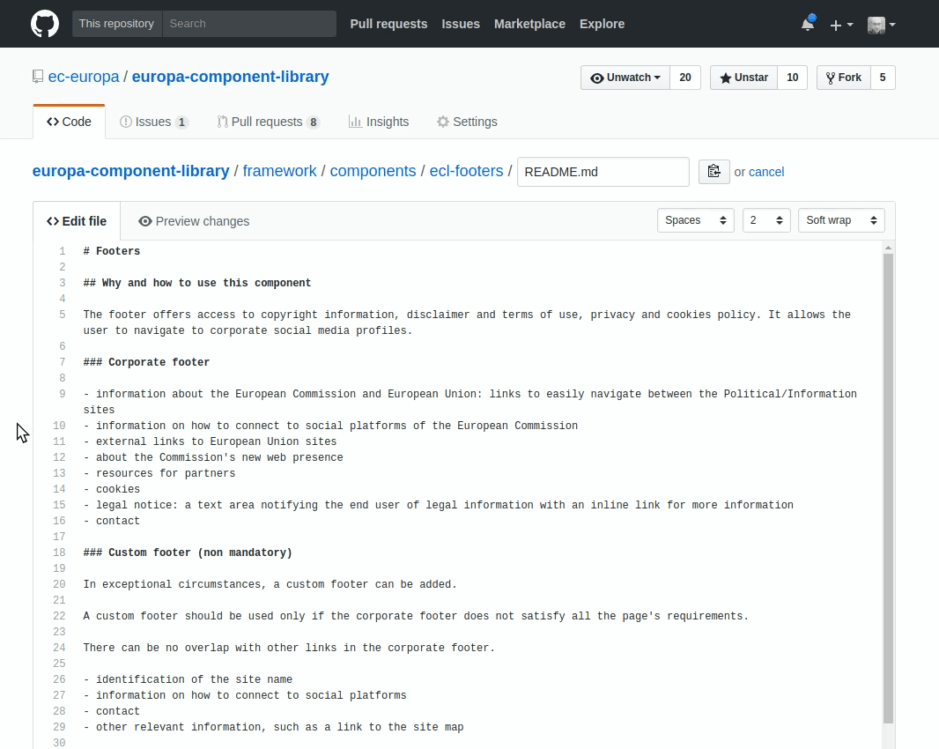 This repository Search Pull requests Issues Marketplace Explore
ec-europa / europa-component-library Unwatch 20 Unstar 10 Fork 5
Code Issues 1 Pull requests 8 Insights Settings
europa-component-library / framework / components / ecl-footers / README.md or cancel
Edit file Preview changes Spaces 2 Soft wrap
1 # Footers
2
3 ## Why and how to use this component
4
5 The footer offers access to copyright information, disclaimer and terms of use, privacy and cookies policy. It allows the
user to navigate to corporate social media profiles.
6
7 ### Corporate footer
8
9 - information about the European Commission and European Union: links to easily navigate between the Political/Information
sites
10 - information on how to connect to social platforms of the European Commission
11 - external links to European Union sites
12 - about the Commission's new web presence
13 - resources for partners
14 - cookies
15 - legal notice: a text area notifying the end user of legal information with an inline link for more information
16 - contact
17
18 ### Custom footer (non mandatory)
19
20 In exceptional circumstances, a custom footer can be added.
21
22 A custom footer should be used only if the corporate footer does not satisfy all the page's requirements.
23
24 There can be no overlap with other links in the corporate footer.
25
26 - identification of the site name
27 - information on how to connect to social platforms
28 - contact
29 - other relevant information, such as a link to the site map
30